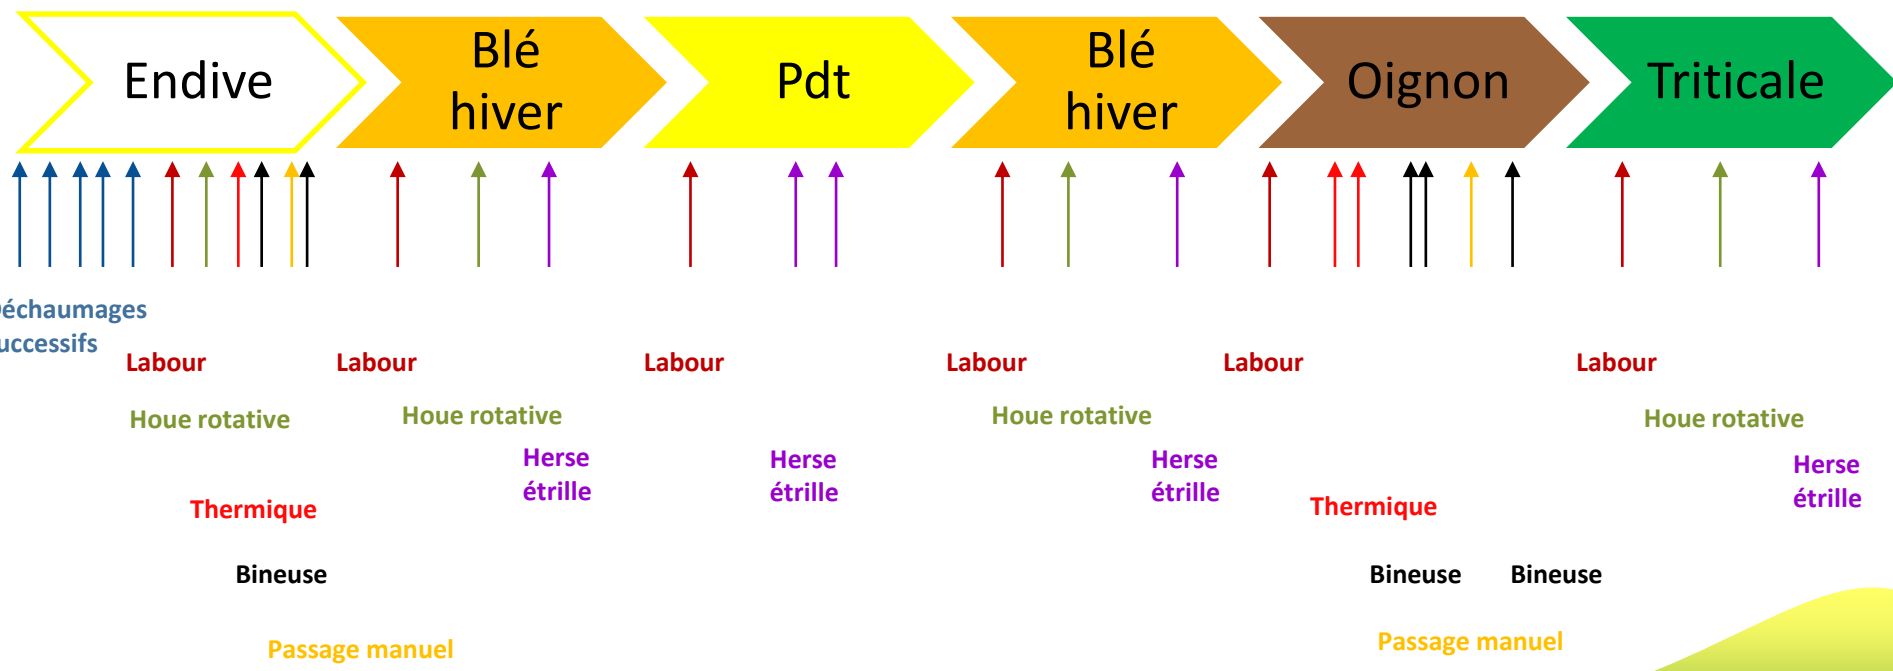 Endive
Blé
hiver
Pdt
Blé
hiver
Oignon
Triticale
échaumages
uccessifs
Labour
Labour
Labour
Labour
Labour
Labour
Houe rotative
Houe rotative
Houe rotative
Houe rotative
Herse
étrille
Herse
étrille
Herse
étrille
Herse
étrille
Thermique
Thermique
Bineuse
Bineuse
Bineuse
Passage manuel
Passage manuel